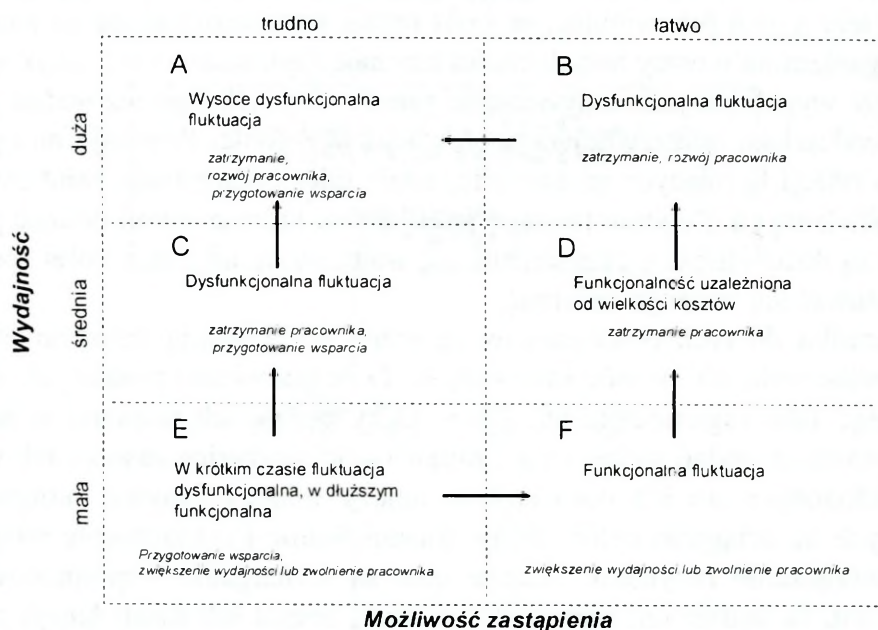 trudno
łatwo
Wydajność
duża
A
Wysoce dysfunkcjonalna
fluktuacja
zatrzymanie,
rozwój pracownika,
przygotowanie wsparcia
B
Dysfunkcjonalna fluktuacja
zatrzymanie, rozwój pracownika
średnia
C
Dysfunkcjonalna fluktuacja
zatrzymanie pracownika,
przygotowanie wsparcia
D
Funkcjonalność uzależniona
od wielkości kosztów
zatrzymanie pracownika
mała
E
W krótkim czasie fluktuacja
dysfunkcjonalna, w dłuższym
funkcjonalna
Przygotowanie wsparcia,
zwiększenie wydajności lub zwolnienie pracownika
F
Funkcjonalna fluktuacja
zwiększenie wydajności lub zwolnienie pracownika
Możliwość zastąpienia